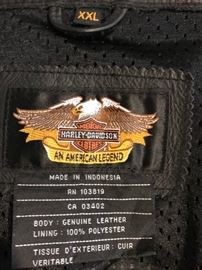 XXL
MOTOR
HARLEY-DAVIDSON
CYCLES
AN AMERICAN LEGEND
MADE IN INDONESIA
RN 103819
CA 03402
BODY : GENUINE LEATHER
LINING : 100% POLYESTER
TISSU EXTERIEUR: CUIR
VERITABLE